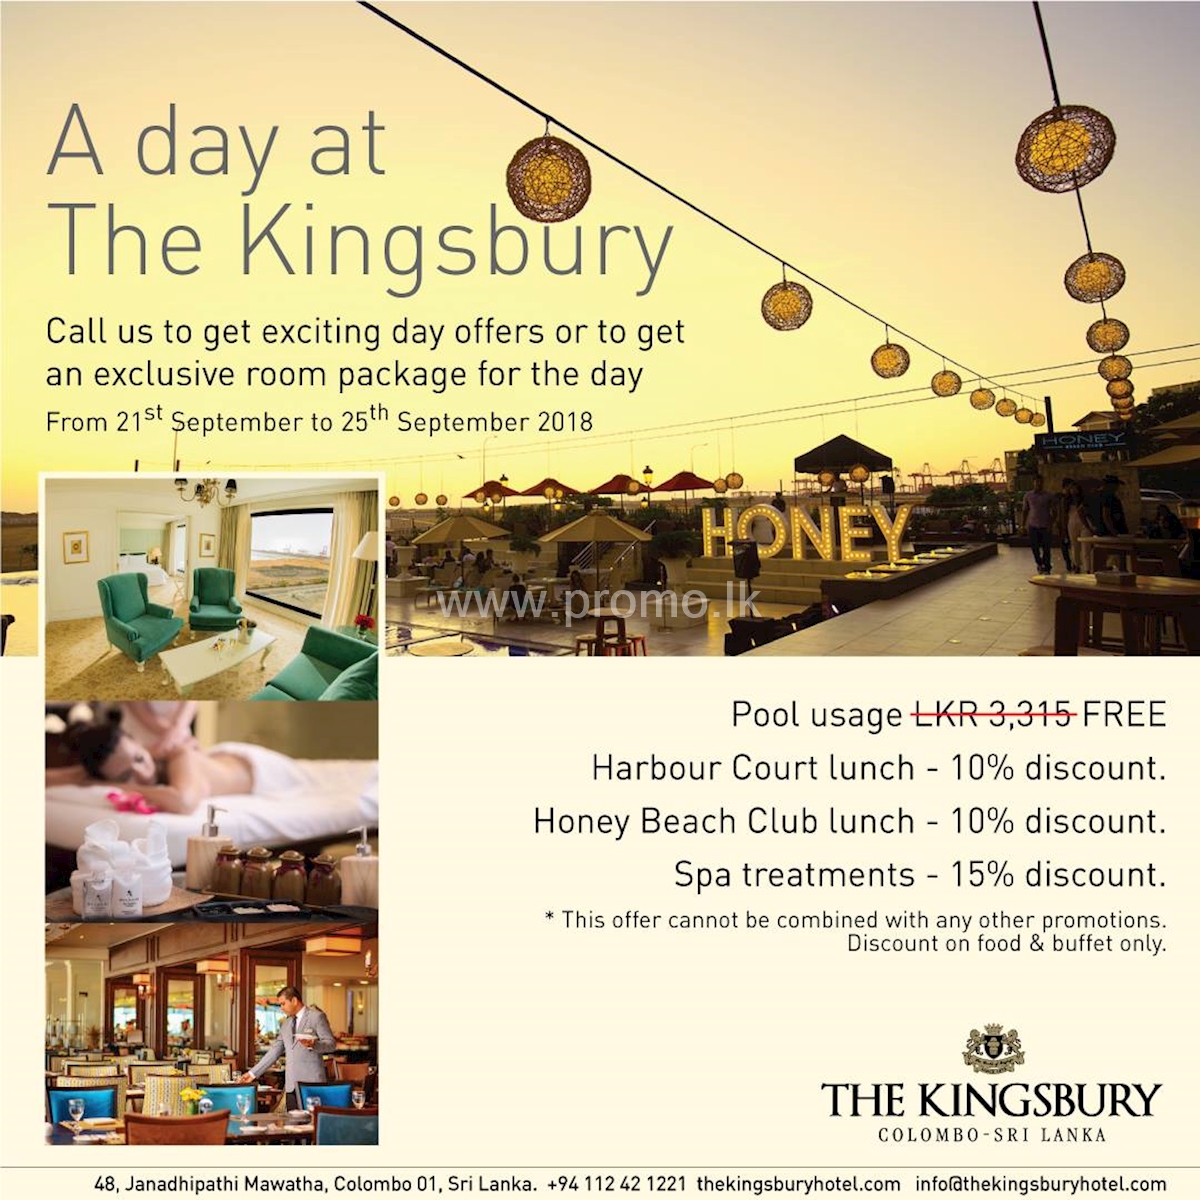 A day at
The Kingsbury
Call us to get exciting day offers or to get
an exclusive room package for the day
From 21st September to 25th September 2018
HONEY
HONEY
www.promo.lk
Pool usage LKR 3,315 FREE
Harbour Court lunch - 10% discount.
Honey Beach Club lunch - 10% discount.
Spa treatments - 15% discount.
* This offer cannot be combined with any other promotions.
Discount on food & buffet only.
THE KINGSBURY
COLOMBO-SRI LANKA
48, Janadhipathi Mawatha, Colombo 01, Sri Lanka. +94 112 42 1221 thekingsburyhotel.com info@thekingsburyhotel.com